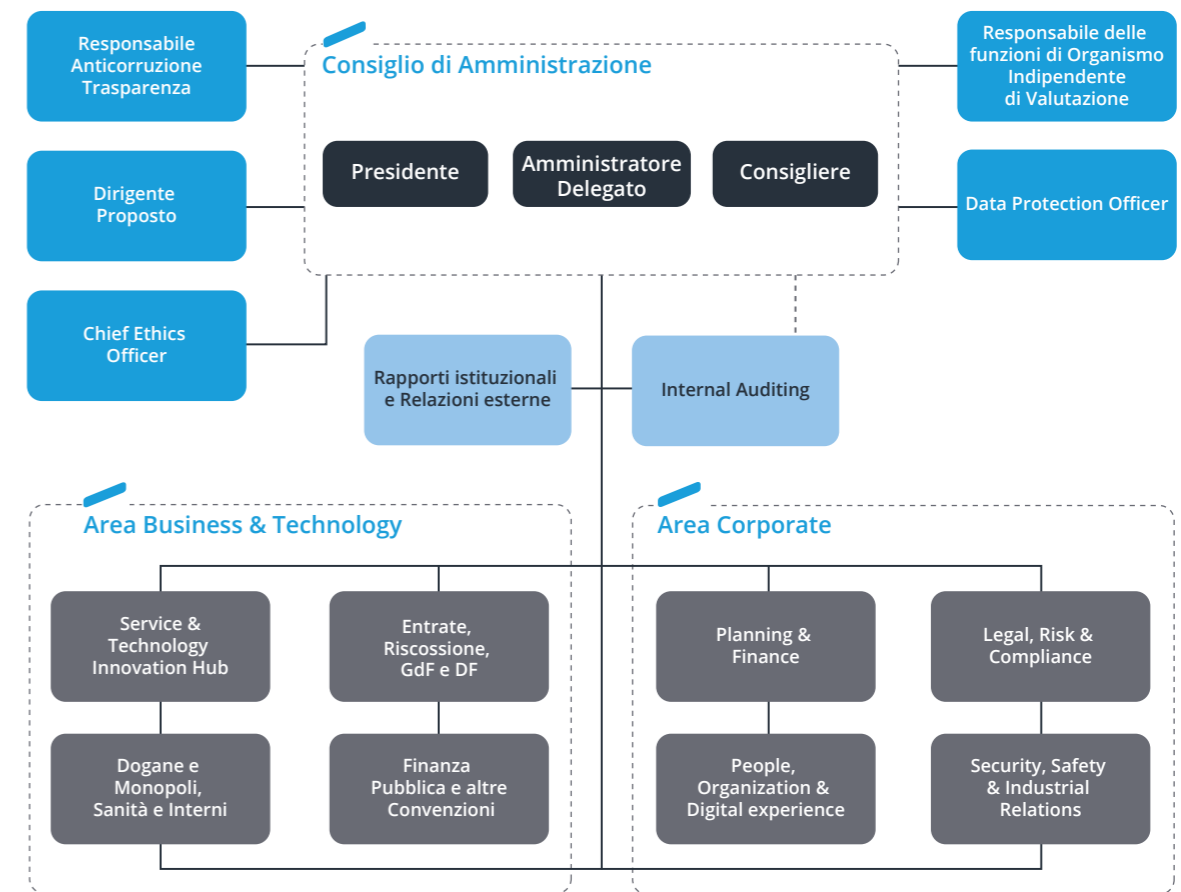 Responsabile
Anticorruzione
Trasparenza
Consiglio di Amministrazione
Responsabile delle
funzioni di Organismo
Indipendente
di Valutazione
Presidente
Amministratore
Delegato
Consigliere
Dirigente
Proposto
Data Protection Officer
Chief Ethics
Officer
Rapporti istituzionali
e Relazioni esterne
Internal Auditing
Area Business & Technology
Service &
Technology
Innovation Hub
Entrate,
Riscossione,
GdF e DF
Dogane e
Monopoli,
Sanità e Interni
Finanza
Pubblica e altre
Convenzioni
Area Corporate
Planning &
Finance
Legal, Risk &
Compliance
People,
Organization &
Digital experience
Security, Safety
& Industrial
Relations